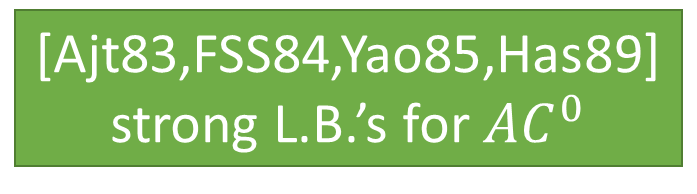 [Ajt83,FSS84,Yao85,Has89]
strong L.B.’s for AC⁰